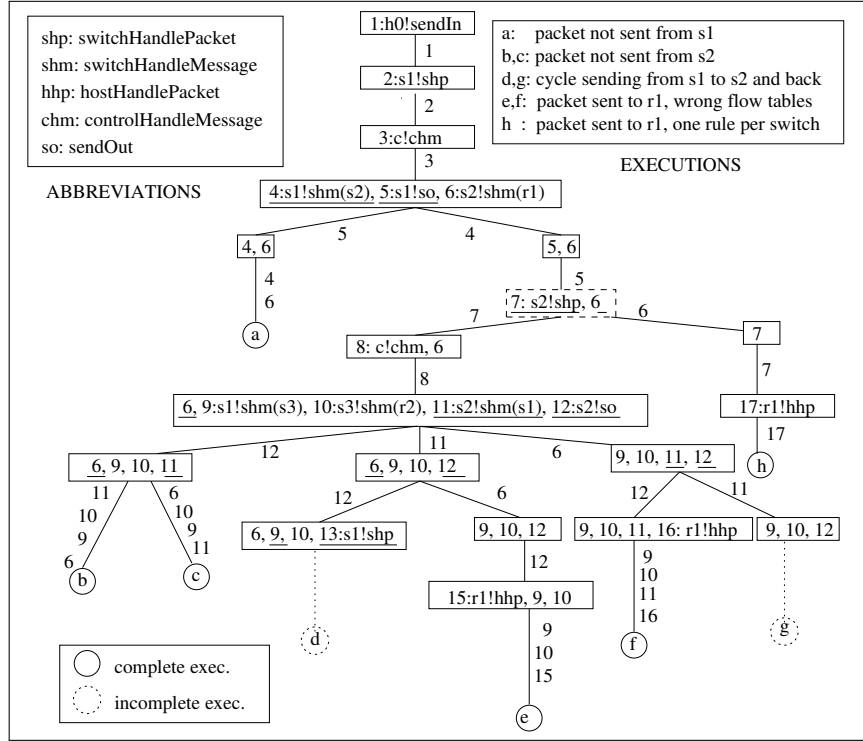 1:h0!sendIn
shp: switchHandlePacket
shm: switchHandleMessage
hhp: hostHandlePacket
chm: controlHandleMessage
so: sendOut
ABBREVIATIONS
a: packet not sent from s1
b,c: packet not sent from s2
d,g: cycle sending from s1 to s2 and back
e,f: packet sent to r1, wrong flow tables
h : packet sent to r1, one rule per switch
EXECUTIONS
1
2:s1!shp
2
3:c!chm
3
4:s1!shm(s2), 5:s1!so, 6:s2!shm(r1)
5
4
4, 6
5, 6
4
6
5
a
7: s2!shp, 6
7
6
8: c!chm, 6
7
8
7
6, 9:s1!shm(s3), 10:s3!shm(r2), 11:s2!shm(s1), 12:s2!so
17:r1!hhp
12
11
6
17
6, 9, 10, 11
6, 9, 10, 12
9, 10, 11, 12
h
11
10
9
6
6
10
9
11
12
6
12
11
6, 9, 10, 13:s1!shp
9, 10, 12
9, 10, 11, 16: r1!hhp
9, 10, 12
b
c
12
9
10
11
16
15:r1!hhp, 9, 10
d
f
g
9
10
15
e
complete exec.
incomplete exec.